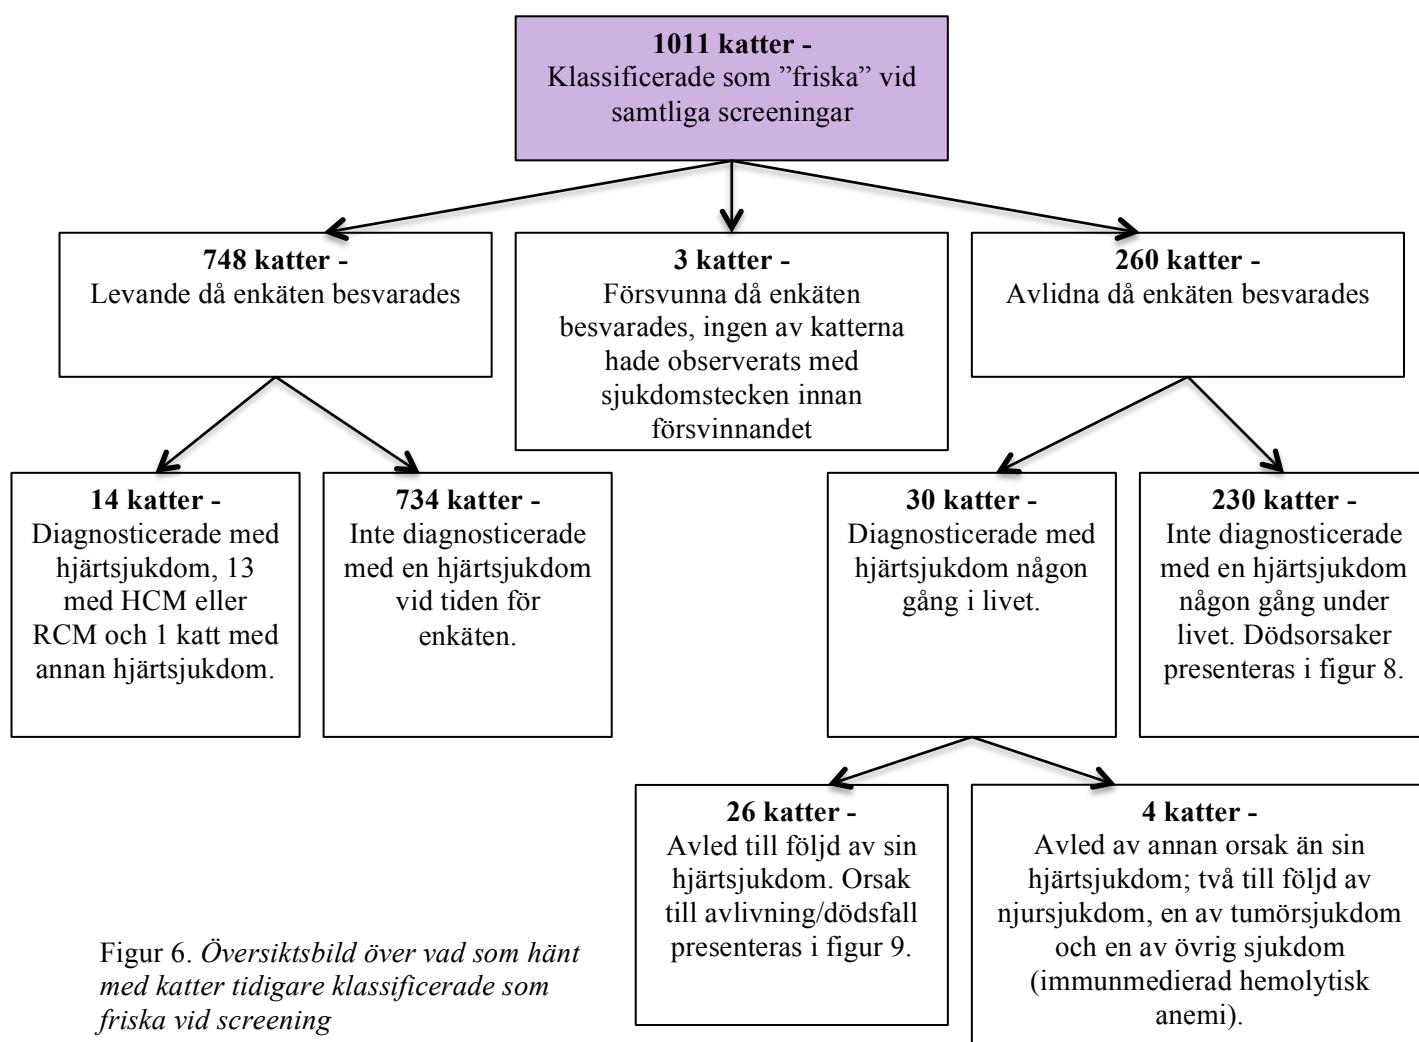 1011 katter -
Klassificerade som ”friska” vid
samtliga screeningar
748 katter -
Levande då enkäten besvarades
3 katter -
Försvunna då enkäten
besvarades, ingen av katterna
hade observerats med
sjukdomstecken innan
försvinnandet
260 katter -
Avlidna då enkäten besvarades
14 katter -
Diagnosticerade med
hjärtsjukdom, 13
med HCM eller
RCM och 1 katt med
annan hjärtsjukdom.
734 katter -
Inte diagnosticerade
med en hjärtsjukdom
vid tiden för
enkäten.
30 katter -
Diagnosticerade med
hjärtsjukdom någon
gång i livet.
230 katter -
Inte diagnosticerade
med en hjärtsjukdom
någon gång under
livet. Dödsorsaker
presenteras i figur 8.
26 katter -
Avled till följd av sin
hjärtsjukdom. Orsak
till avlivning/dödsfall
presenteras i figur 9.
4 katter -
Avled av annan orsak än sin
hjärtsjukdom; två till följd av
njursjukdom, en av tumörsjukdom
och en av övrig sjukdom
(immunmedierad hemolytisk
anemi).
Figur 6. Översiktsbild över vad som hänt
med katter tidigare klassificerade som
friska vid screening